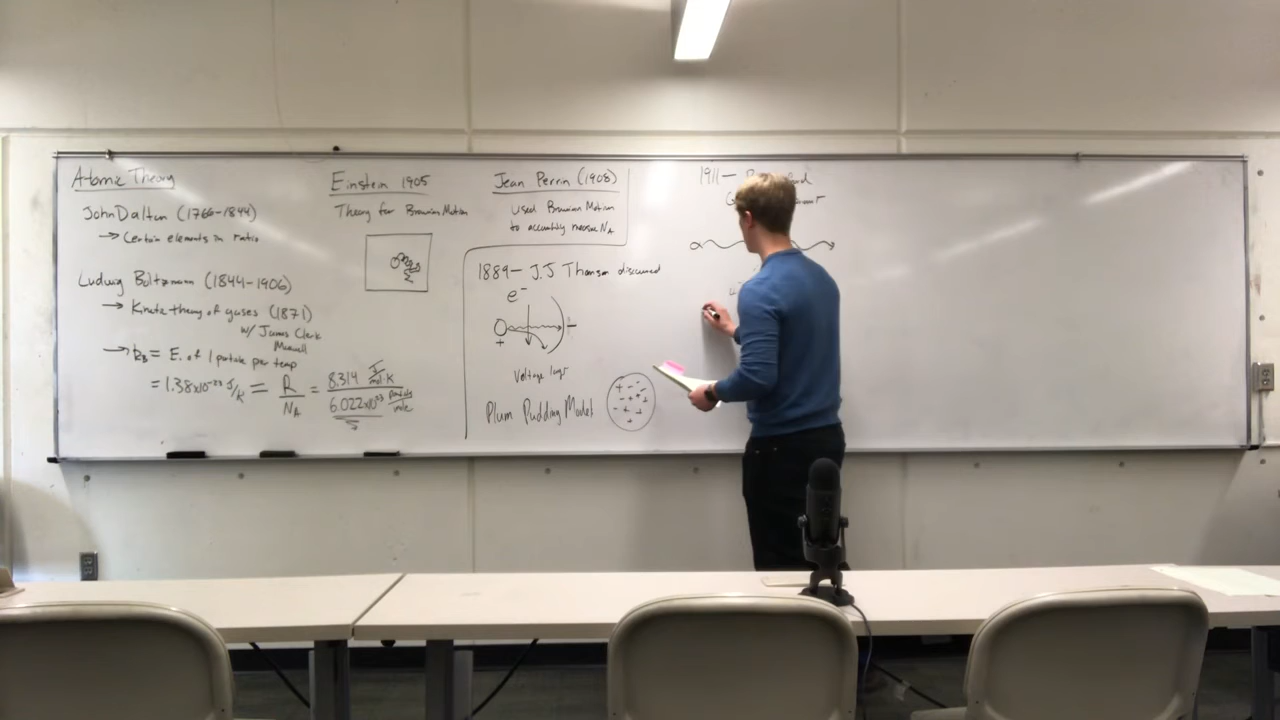 Atomic Theory
John Dalton (1766-1844)
→ Certain elements in ratio
Ludwig Boltzmann (1844-1906)
→ Kinetic theory of gases (1871)
w/ James Clerk
Maxwell
→ k_B = E. of 1 particle per temp
= 1.38x10^-23 J/K = R/N_A = 8.314 J/mol·K / 6.022x10^23 particles/mole
Einstein 1905
Theory for Brownian Motion
Jean Perrin (1908)
used Brownian Motion
to accurately measure N_A
1889- J.J Thomson discovered
e^-
+
Voltage
Plum Pudding Model
1911-